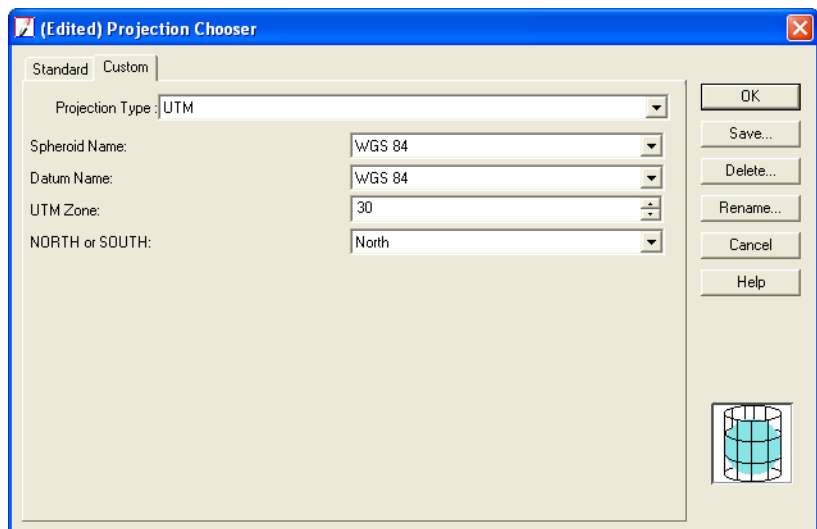 (Edited) Projection Chooser
Standard Custom
Projection Type : UTM
Spheroid Name: WGS 84
Datum Name: WGS 84
UTM Zone: 30
NORTH or SOUTH: North
OK
Save...
Delete...
Rename...
Cancel
Help